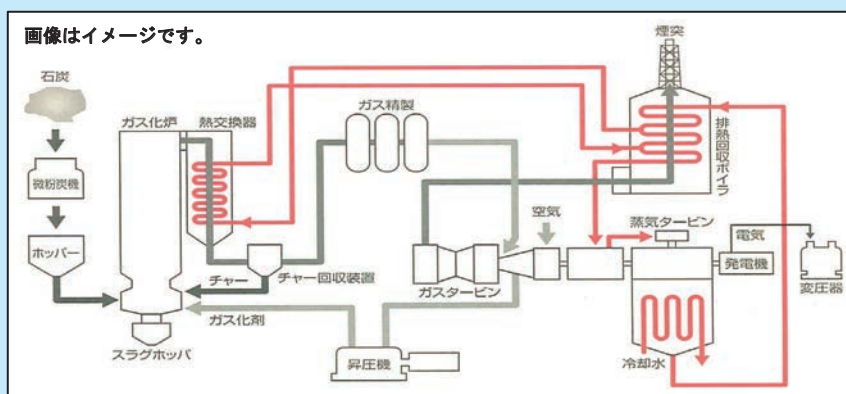 画像はイメージです。
石炭
微粉炭機
ホッパー
ガス化炉
熱交換器
ガス精製
煙突
排熱回収ボイラ
空気
蒸気タービン
電気
発電機
変圧器
チャー
チャー回収装置
ガスタービン
ガス化剤
スラグホッパ
昇圧機
冷却水